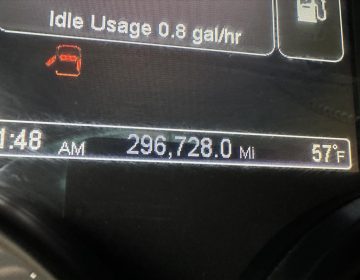 Idle Usage 0.8 gal/hr
1:48 AM 296,728.0 Mi 57°F